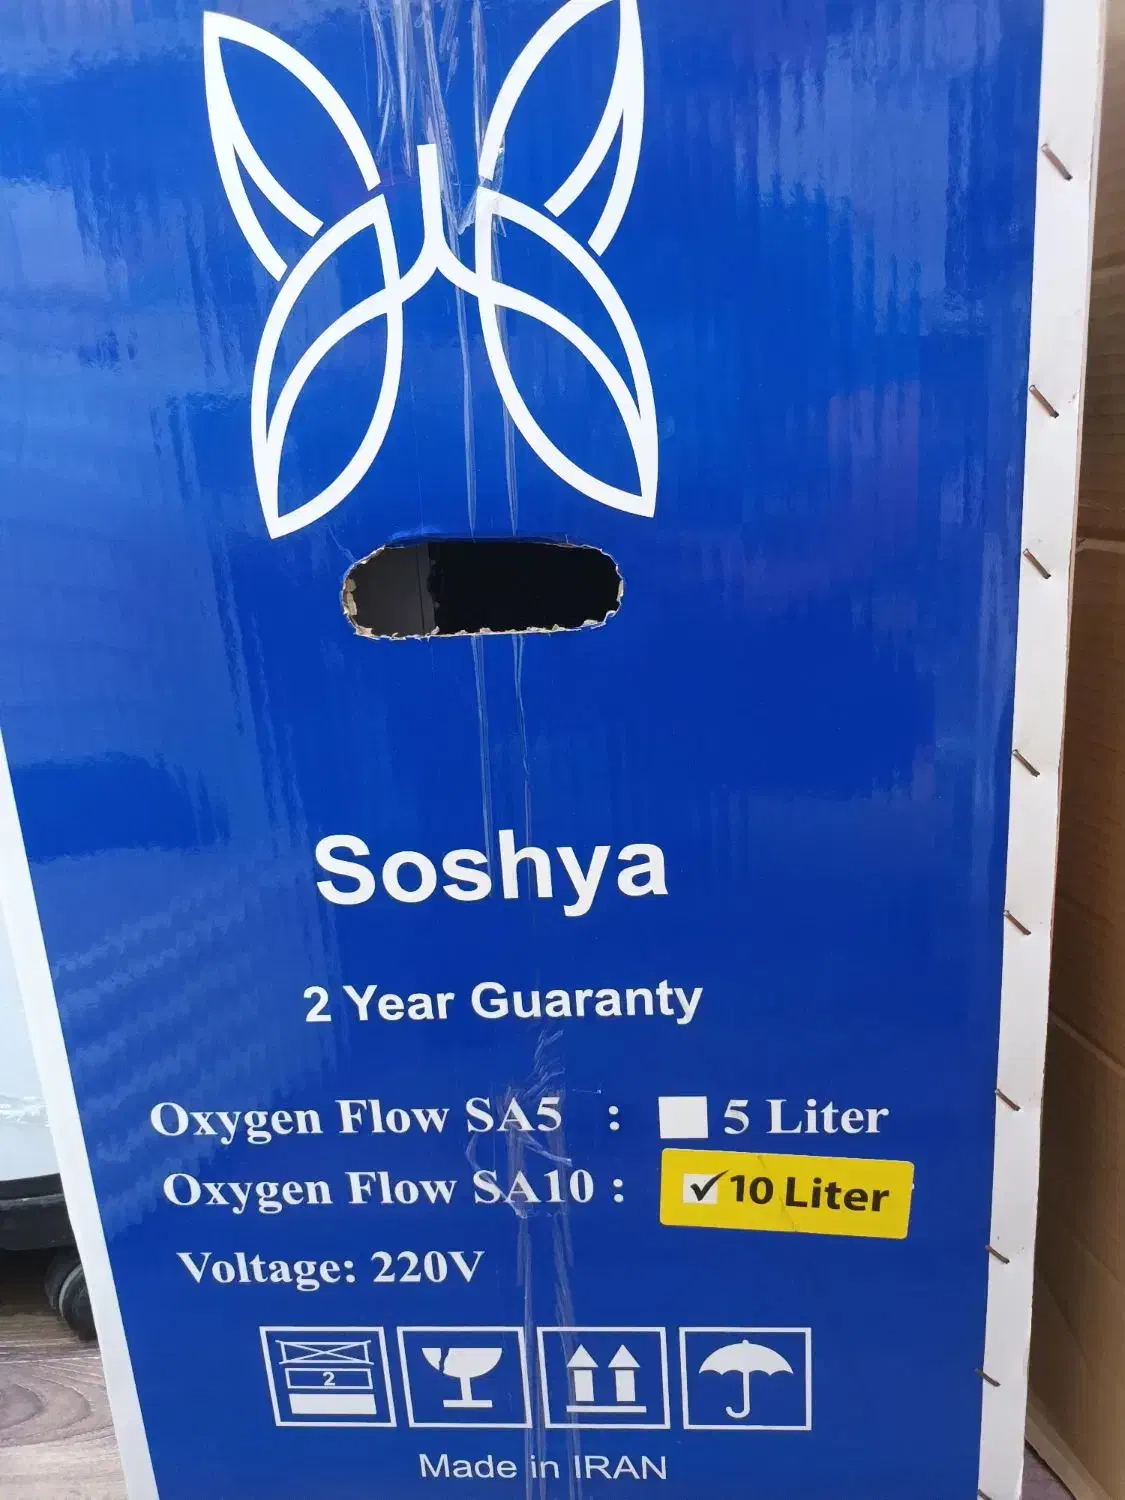 Soshya
2 Year Guaranty
Oxygen Flow SA5 : 5 Liter
Oxygen Flow SA10 : 10 Liter
Voltage: 220V
2
Made in IRAN